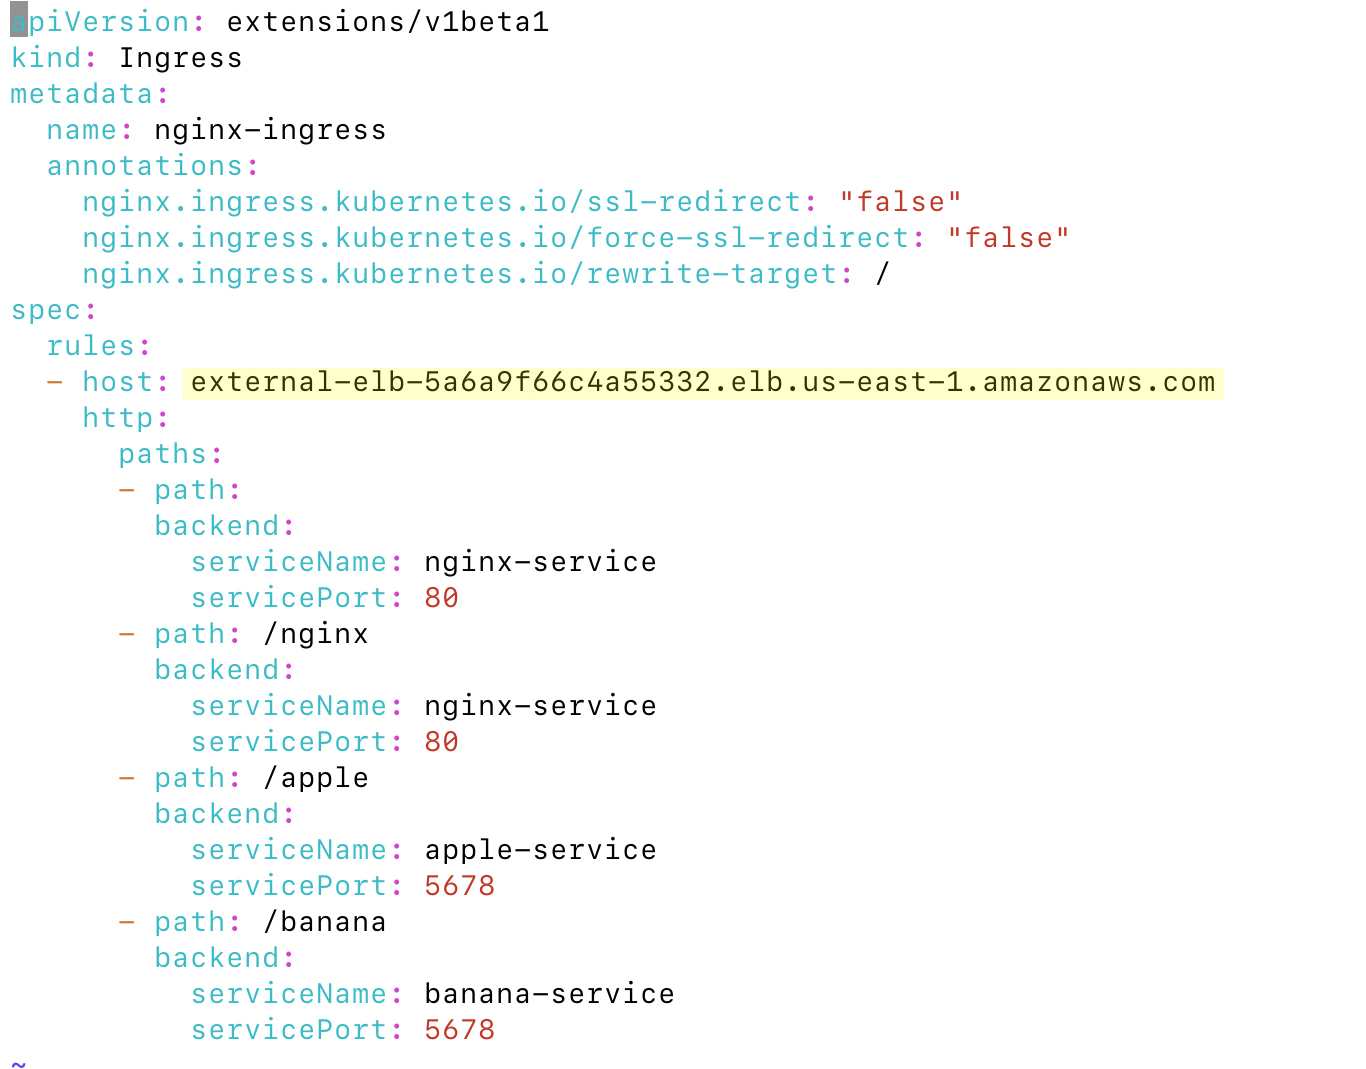 apiVersion: extensions/v1beta1
kind: Ingress
metadata:
  name: nginx-ingress
  annotations:
    nginx.ingress.kubernetes.io/ssl-redirect: "false"
    nginx.ingress.kubernetes.io/force-ssl-redirect: "false"
    nginx.ingress.kubernetes.io/rewrite-target: /
spec:
  rules:
  - host: external-elb-5a6a9f66c4a55332.elb.us-east-1.amazonaws.com
    http:
      paths:
      - path:
        backend:
          serviceName: nginx-service
          servicePort: 80
      - path: /nginx
        backend:
          serviceName: nginx-service
          servicePort: 80
      - path: /apple
        backend:
          serviceName: apple-service
          servicePort: 5678
      - path: /banana
        backend:
          serviceName: banana-service
          servicePort: 5678
~